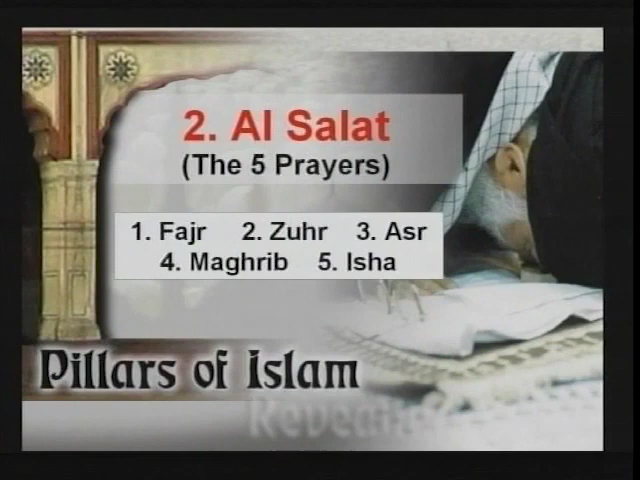 2. Al Salat
(The 5 Prayers)
1. Fajr 2. Zuhr 3. Asr
4. Maghrib 5. Isha
Pillars of Islam